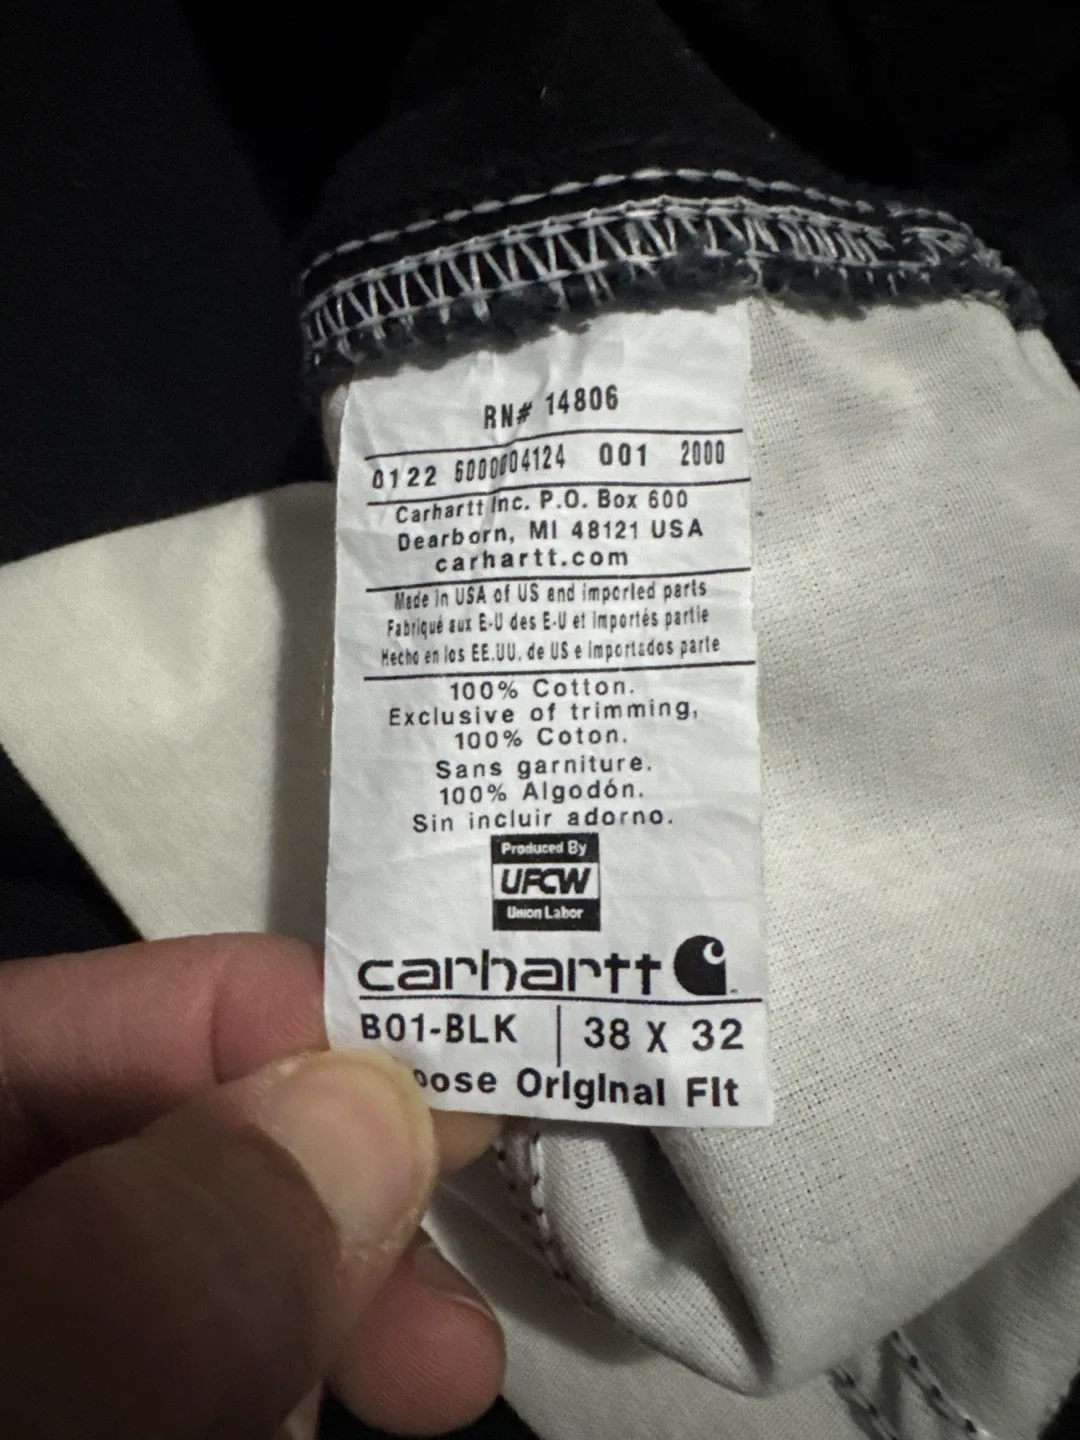 RN# 14806
0122 6000004124 001 2000
Carhartt Inc. P.O. Box 600
Dearborn, MI 48121 USA
carhartt.com
Made in USA of US and imported parts
Fabriqué aux E-U des E-U et Importés partie
Hecho en los EE.UU. de US e importados parte
100% Cotton.
Exclusive of trimming,
100% Coton.
Sans garniture.
100% Algodón.
Sin incluir adorno.
Produced By
UFCW
Union Labor
carhartt
B01-BLK | 38 X 32
Original Fit